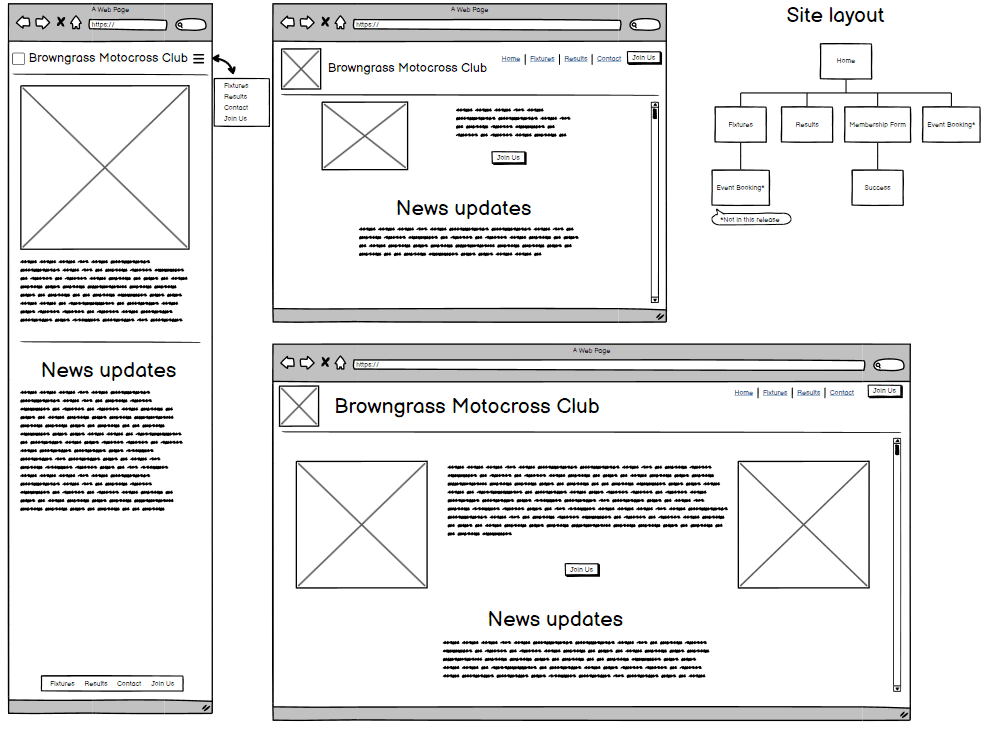 A Web Page
https://
Browngrass Motocross Club
Fixtures
Results
Contact
Join Us
News updates
Fixtures Results Contact Join Us
A Web Page
https://
Browngrass Motocross Club
Home Fixtures Results Contact Join Us
Join Us
News updates
Site layout
Home
Fixtures Results Membership Form Event Booking*
Event Booking* Success
*Not in this release
A Web Page
https://
Browngrass Motocross Club
Home Fixtures Results Contact Join Us
Join Us
News updates